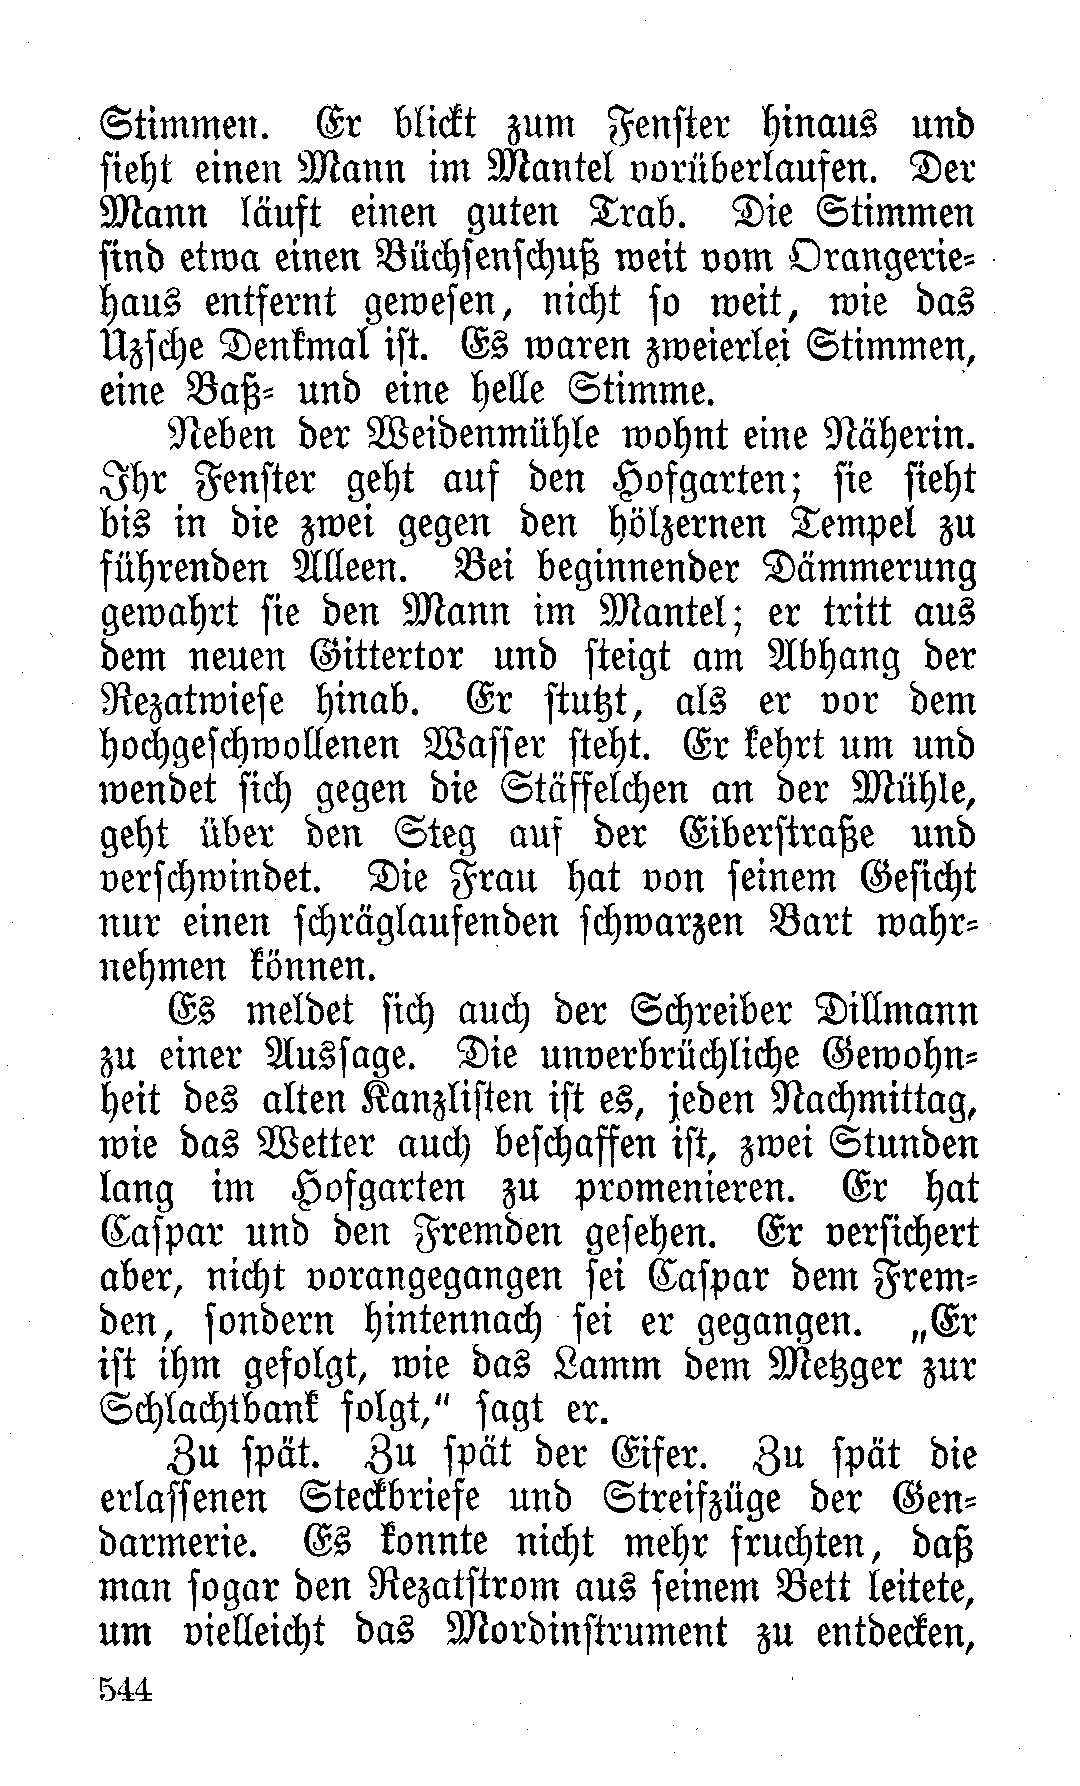 Stimmen. Er blickt zum Fenster hinaus und
sieht einen Mann im Mantel vorüberlaufen. Der
Mann läuft einen guten Trab. Die Stimmen
sind etwa einen Büchsenschuß weit vom Orangerie-
haus entfernt gewesen, nicht so weit, wie das
Uzsche Denkmal ist. Es waren zweierlei Stimmen,
eine Baß- und eine helle Stimme.
Neben der Weidenmühle wohnt eine Näherin.
Ihr Fenster geht auf den Hofgarten; sie sieht
bis in die zwei gegen den hölzernen Tempel zu
führenden Alleen. Bei beginnender Dämmerung
gewahrt sie den Mann im Mantel; er tritt aus
dem neuen Gittertor und steigt am Abhang der
Rezatwiese hinab. Er stutzt, als er vor dem
hochgeschwollenen Wasser steht. Er kehrt um und
wendet sich gegen die Stäffelchen an der Mühle,
geht über den Steg auf der Eiberstraße und
verschwindet. Die Frau hat von seinem Gesicht
nur einen schräglaufenden schwarzen Bart wahr-
nehmen können.
Es meldet sich auch der Schreiber Dillmann
zu einer Aussage. Die unverbrüchliche Gewohn-
heit des alten Kanzlisten ist es, jeden Nachmittag,
wie das Wetter auch beschaffen ist, zwei Stunden
lang im Hofgarten zu promenieren. Er hat
Caspar und den Fremden gesehen. Er versichert
aber, nicht vorangegangen sei Caspar dem Frem-
den, sondern hintennach sei er gegangen. „Er
ist ihm gefolgt, wie das Lamm dem Metzger zur
Schlachtbank folgt,“ sagt er.
Zu spät. Zu spät der Eifer. Zu spät die
erlassenen Steckbriefe und Streifzüge der Gen-
darmerie. Es konnte nicht mehr fruchten, daß
man sogar den Rezatstrom aus seinem Bett leitete,
um vielleicht das Mordinstrument zu entdecken,
544